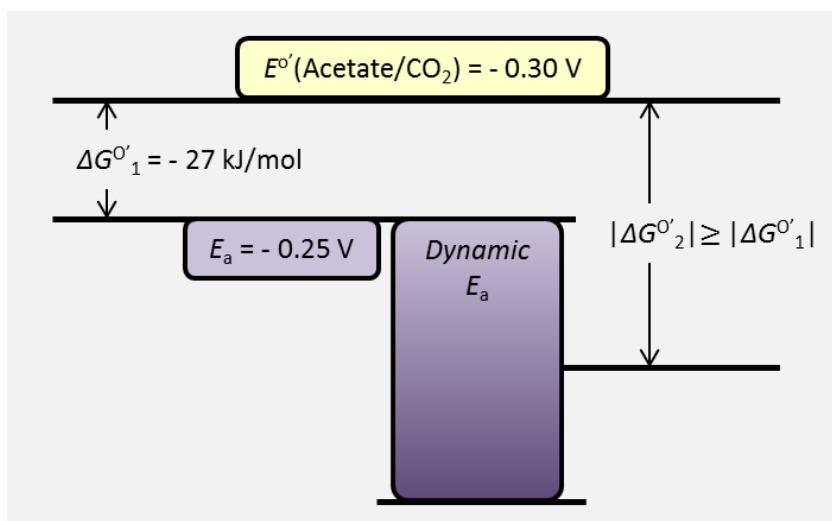 E°’(Acetate/CO₂) = - 0.30 V
ΔG^O’₁ = - 27 kJ/mol
Eₐ = - 0.25 V
Dynamic
Eₐ
|ΔG^O’₂| ≥ |ΔG^O’₁|